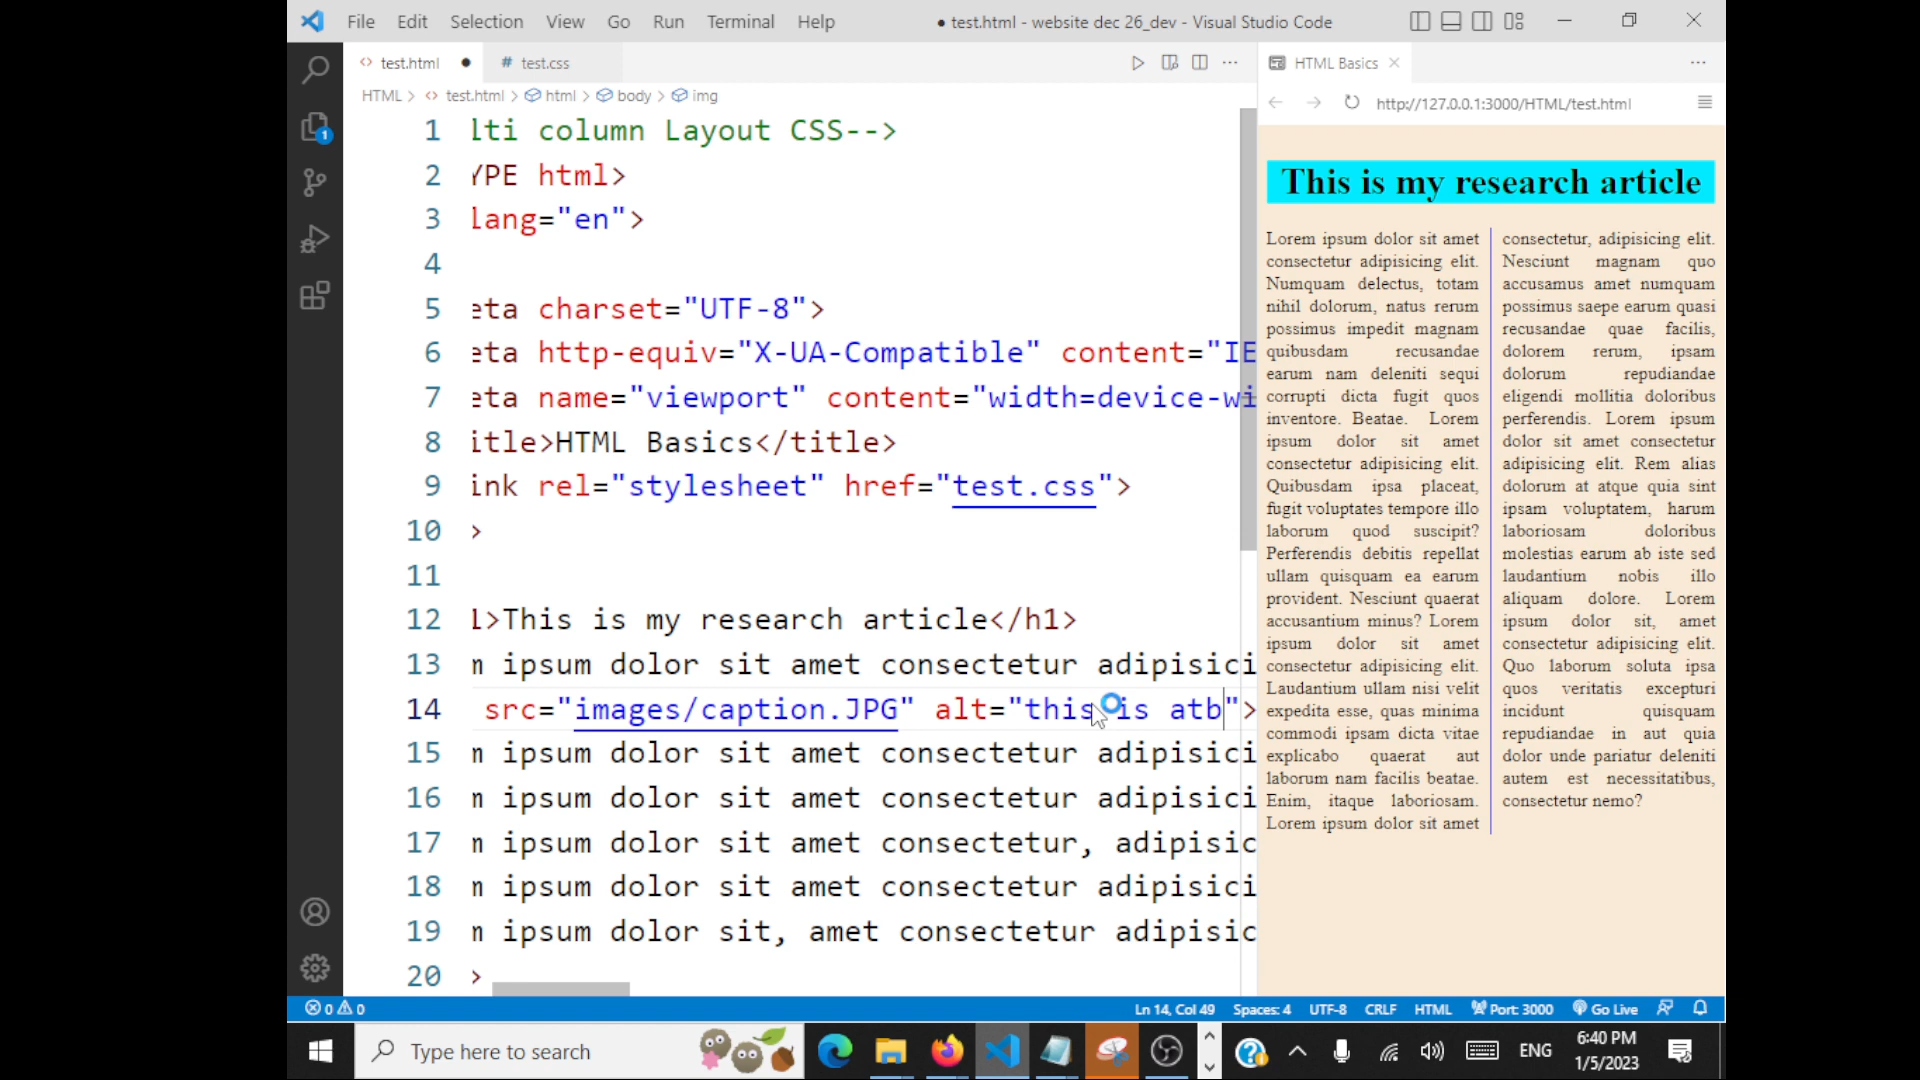 File Edit Selection View Go Run Terminal Help
● test.html - website dec 26_dev - Visual Studio Code
test.html
# test.css
HTML > test.html > html > body > img
1 lti column Layout CSS-->
2 YPE html>
3 lang="en">
4
5 eta charset="UTF-8">
6 eta http-equiv="X-UA-Compatible" content="IE
7 eta name="viewport" content="width=device-wi
8 itle>HTML Basics</title>
9 ink rel="stylesheet" href="test.css">
10 >
11
12 1>This is my research article</h1>
13 m ipsum dolor sit amet consectetur adipisici
14 src="images/caption.JPG" alt="this is atb">
15 m ipsum dolor sit amet consectetur adipisici
16 m ipsum dolor sit amet consectetur adipisici
17 m ipsum dolor sit amet consectetur, adipisic
18 m ipsum dolor sit amet consectetur adipisici
19 m ipsum dolor sit, amet consectetur adipisic
20 >
1
HTML Basics
http://127.0.0.1:3000/HTML/test.html
This is my research article
Lorem ipsum dolor sit amet
consectetur adipisicing elit.
Numquam delectus, totam
nihil dolorum, natus rerum
possimus impedit magnam
quibusdam recusandae
earum nam deleniti sequi
corrupti dicta fugit quos
inventore. Beatae. Lorem
ipsum dolor sit amet
consectetur adipisicing elit.
Quibusdam ipsa placeat,
fugit voluptates tempore illo
laborum quod suscipit?
Perferendis debitis repellat
ullam quisquam ea earum
provident. Nesciunt quaerat
accusantium minus? Lorem
ipsum dolor sit amet
consectetur adipisicing elit.
Laudantium ullam nisi velit
expedita esse, quas minima
commodi ipsam dicta vitae
explicabo quaerat aut
laborum nam facilis beatae.
Enim, itaque laboriosam.
Lorem ipsum dolor sit amet
consectetur, adipisicing elit.
Nesciunt magnam quo
accusamus amet numquam
possimus saepe earum quasi
recusandae quae facilis,
dolorem rerum, ipsam
dolorum repudiandae
eligendi mollitia doloribus
perferendis. Lorem ipsum
dolor sit amet consectetur
adipisicing elit. Rem alias
dolorum at atque quia sint
ipsam voluptatem, harum
laboriosam doloribus
molestias earum ab iste sed
laudantium nobis illo
aliquam dolore. Lorem
ipsum dolor sit, amet
consectetur adipisicing elit.
Quo laborum soluta ipsa
quos veritatis excepturi
incidunt quisquam
repudiandae in aut quia
dolor unde pariatur deleniti
autem est necessitatibus,
consectetur nemo?
0 0
Ln 14, Col 49 Spaces: 4 UTF-8 CRLF HTML Port: 3000 Go Live
Type here to search
ENG
6:40 PM
1/5/2023